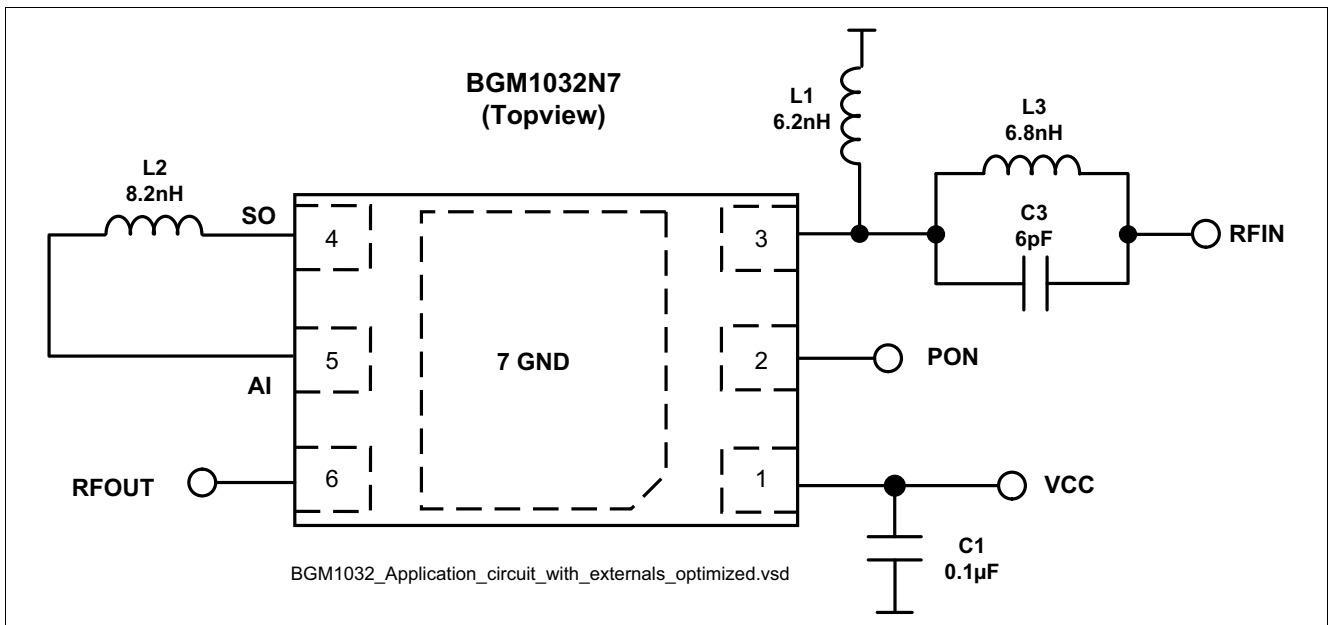 BGM1032N7
(Topview)
L1
6.2nH
L3
6.8nH
L2
8.2nH
C3
6pF
SO
4
3
RFIN
5
7 GND
2
PON
AI
RFOUT
6
1
VCC
C1
0.1µF
BGM1032_Application_circuit_with_externals_optimized.vsd